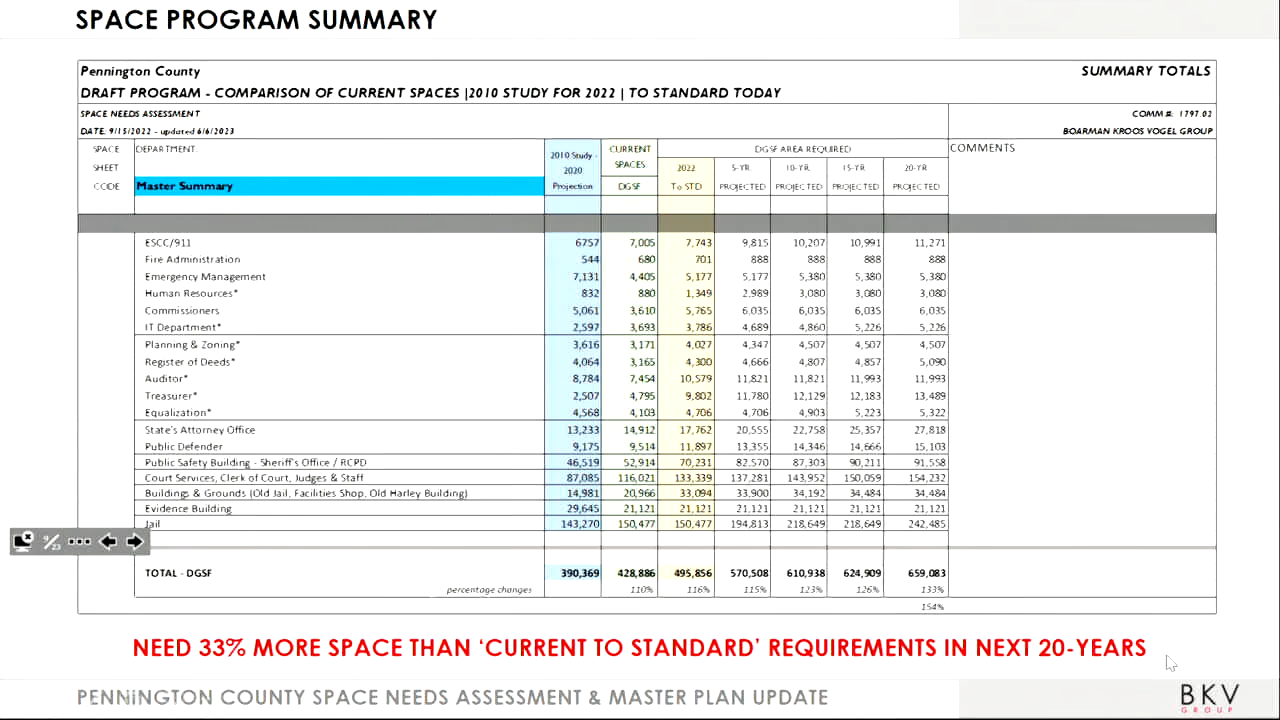 SPACE PROGRAM SUMMARY
Pennington County SUMMARY TOTALS
DRAFT PROGRAM - COMPARISON OF CURRENT SPACES |2010 STUDY FOR 2022 | TO STANDARD TODAY
SPACE NEEDS ASSESSMENT COMM #: 1797.02
DATE: 9/15/2022 - updated 6/6/2023 BOARMAN KROOS VOGEL GROUP
SPACE DEPARTMENT: 2010 Study - CURRENT DGSF AREA REQUIRED COMMENTS
SHEET 2020 SPACES 2022 5-YR. 10-YR. 15-YR. 20-YR
CODE Master Summary Projection DGSF To STD PROJECTED PROJECTED PROJECTED PROJECTED
ESCC/911 6757 7,005 7,743 9,815 10,207 10,991 11,271
Fire Administration 544 680 701 888 888 888 888
Emergency Management 7,131 4,405 5,177 5,177 5,380 5,380 5,380
Human Resources* 832 880 1,349 2,989 3,080 3,080 3,080
Commissioners 5,061 3,610 5,765 6,035 6,035 6,035 6,035
IT Department* 2,597 3,693 3,786 4,689 4,860 5,226 5,226
Planning & Zoning* 3,616 3,171 4,027 4,347 4,507 4,507 4,507
Register of Deeds* 4,064 3,165 4,300 4,666 4,807 4,857 5,090
Auditor* 8,784 7,454 10,579 11,821 11,821 11,993 11,993
Treasurer* 2,507 4,795 9,802 11,780 12,129 12,183 13,489
Equalization* 4,568 4,103 4,706 4,706 4,903 5,223 5,322
State's Attorney Office 13,233 14,912 17,762 20,555 22,758 25,357 27,818
Public Defender 9,175 9,514 11,897 13,355 14,346 14,666 15,103
Public Safety Building - Sheriff's Office / RCPD 46,519 52,914 70,231 82,570 87,303 90,211 91,558
Court Services, Clerk of Court, Judges & Staff 87,085 116,021 133,339 137,281 143,952 150,059 154,232
Buildings & Grounds (Old Jail, Facilities Shop, Old Harley Building) 14,981 20,966 33,094 33,900 34,192 34,484 34,484
Evidence Building 29,645 21,121 21,121 21,121 21,121 21,121 21,121
Jail 143,270 150,477 150,477 194,813 218,649 218,649 242,485
9/23
TOTAL - DGSF 390,369 428,886 495,856 570,508 610,938 624,909 659,083
percentage changes 110% 116% 115% 123% 126% 133%
154%
NEED 33% MORE SPACE THAN ‘CURRENT TO STANDARD’ REQUIREMENTS IN NEXT 20-YEARS
PENNINGTON COUNTY SPACE NEEDS ASSESSMENT & MASTER PLAN UPDATE
BKV
GROUP